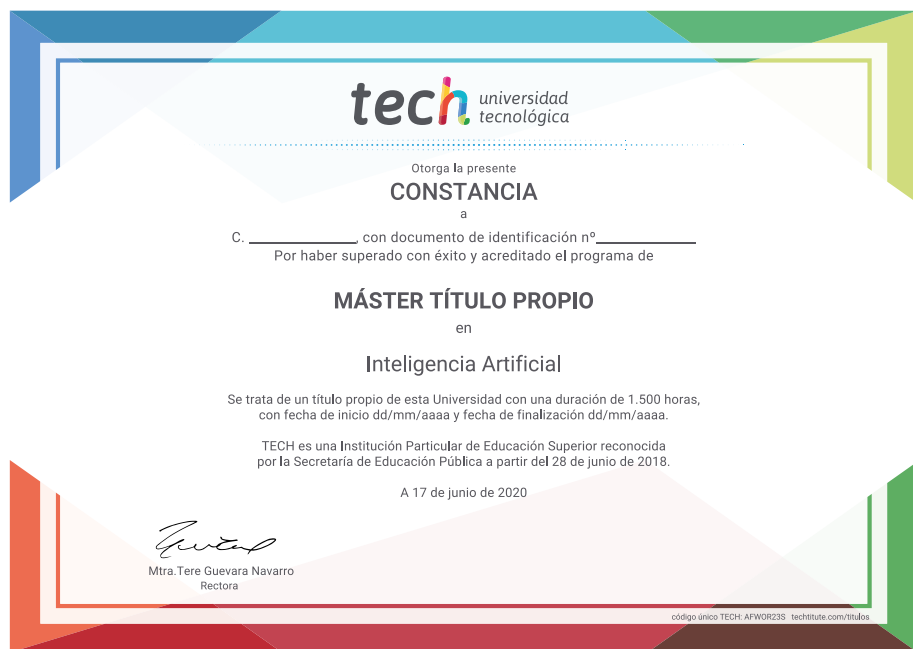 tech universidad
tecnológica
Otorga la presente
CONSTANCIA
a
C. ______________, con documento de identificación nº_____________
Por haber superado con éxito y acreditado el programa de
MÁSTER TÍTULO PROPIO
en
Inteligencia Artificial
Se trata de un título propio de esta Universidad con una duración de 1.500 horas,
con fecha de inicio dd/mm/aaaa y fecha de finalización dd/mm/aaaa.
TECH es una Institución Particular de Educación Superior reconocida
por la Secretaría de Educación Pública a partir del 28 de junio de 2018.
A 17 de junio de 2020
Mtra.Tere Guevara Navarro
Rectora
código único TECH: AFWOR23S techtitute.com/titulos